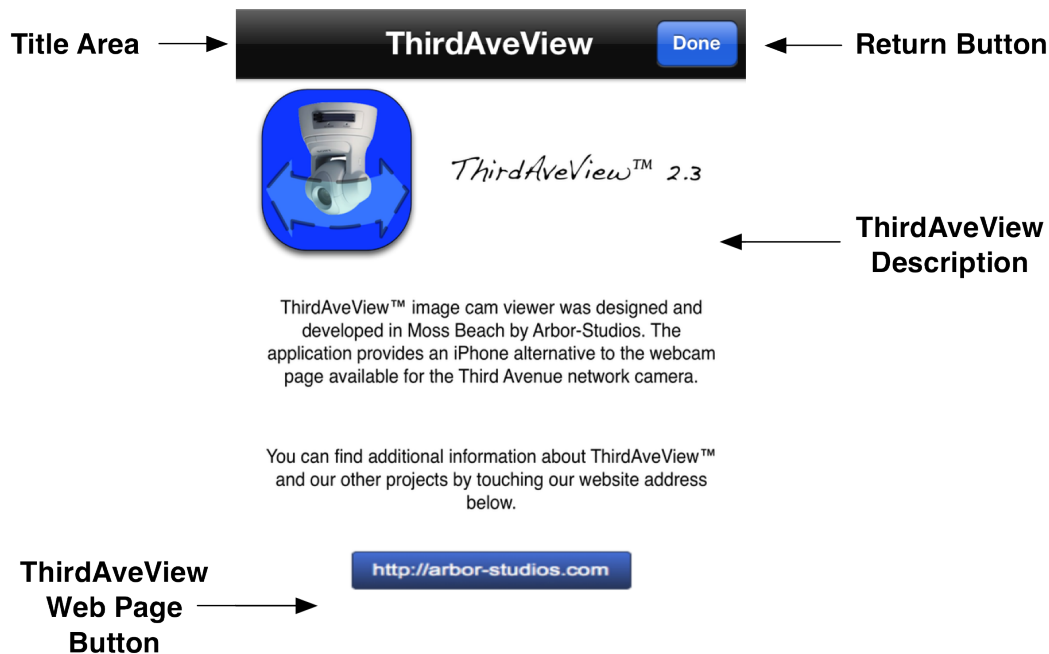 Title Area
ThirdAveView
Done
Return Button
ThirdAveView™ 2.3
ThirdAveView
Description
ThirdAveView™ image cam viewer was designed and
developed in Moss Beach by Arbor-Studios. The
application provides an iPhone alternative to the webcam
page available for the Third Avenue network camera.
You can find additional information about ThirdAveView™
and our other projects by touching our website address
below.
http://arbor-studios.com
ThirdAveView
Web Page
Button